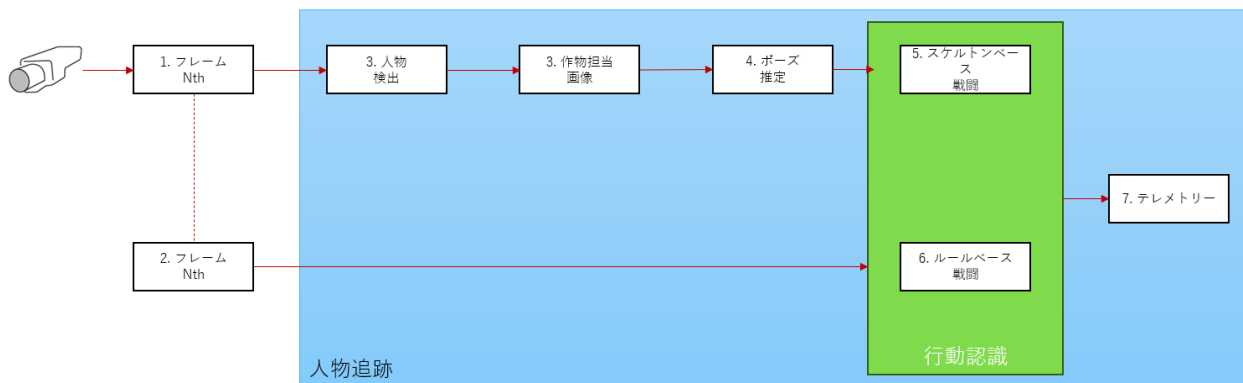 1. フレーム
Nth
3. 人物
検出
3. 作物担当
画像
4. ポーズ
推定
5. スケルトンベー
ス
戦闘
7. テレメトリー
2. フレーム
Nth
6. ルールベース
戦闘
行動認識
人物追跡